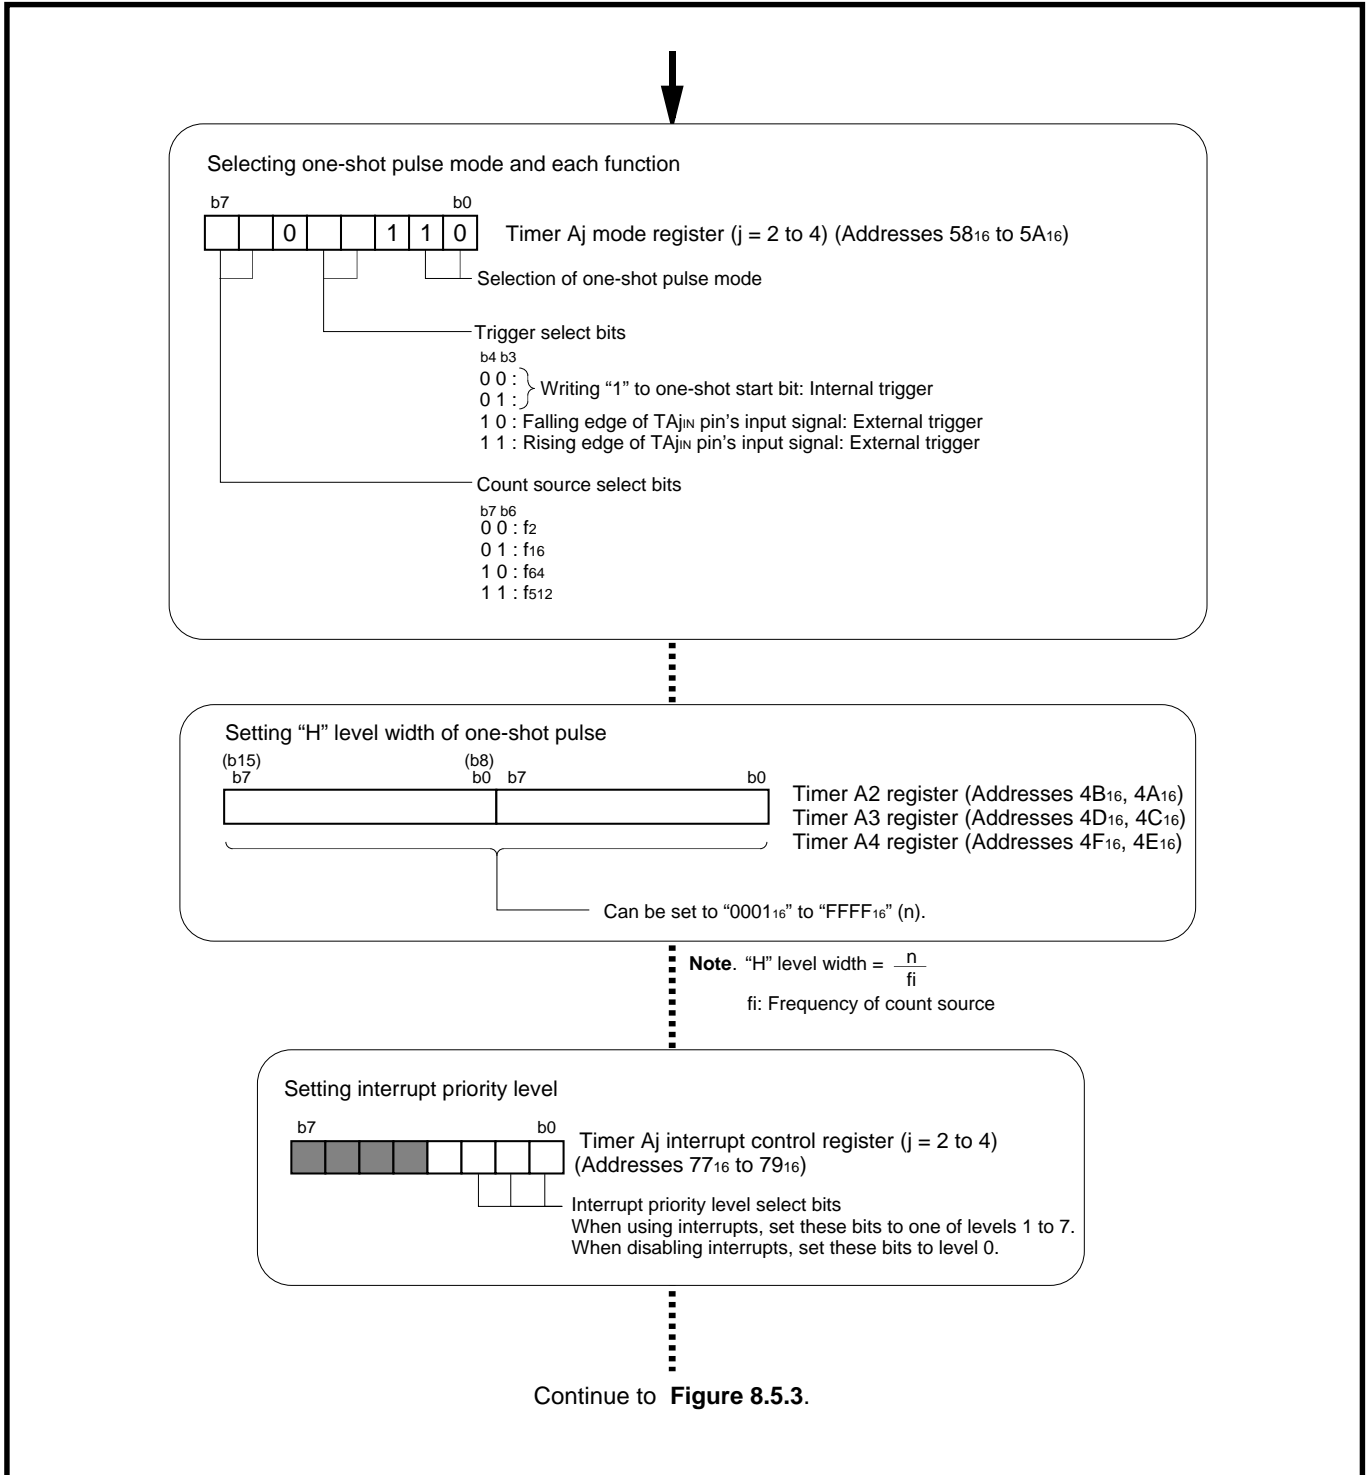 Selecting one-shot pulse mode and each function
b7 b0
0 1 1 0 Timer Aj mode register (j = 2 to 4) (Addresses 5816 to 5A16)
Selection of one-shot pulse mode
Trigger select bits
b4 b3
0 0 :
0 1 :
Writing “1” to one-shot start bit: Internal trigger
1 0 : Falling edge of TAjIN pin’s input signal: External trigger
1 1 : Rising edge of TAjIN pin’s input signal: External trigger
Count source select bits
b7 b6
0 0 : f2
0 1 : f16
1 0 : f64
1 1 : f512
Setting “H” level width of one-shot pulse
(b15) (b8)
b7 b0 b7 b0
Timer A2 register (Addresses 4B16, 4A16)
Timer A3 register (Addresses 4D16, 4C16)
Timer A4 register (Addresses 4F16, 4E16)
Can be set to “000116” to “FFFF16” (n).
Note. “H” level width = n
fi
fi: Frequency of count source
Setting interrupt priority level
b7 b0
Timer Aj interrupt control register (j = 2 to 4)
(Addresses 7716 to 7916)
Interrupt priority level select bits
When using interrupts, set these bits to one of levels 1 to 7.
When disabling interrupts, set these bits to level 0.
Continue to Figure 8.5.3.